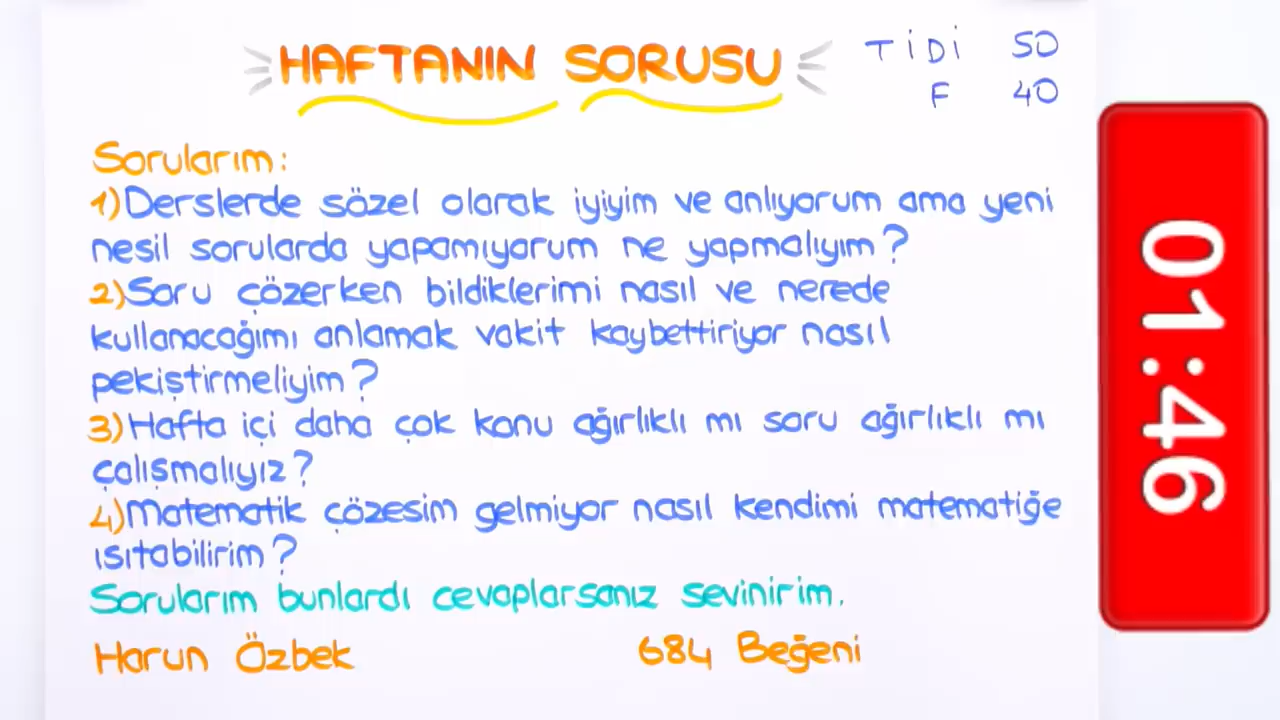 HAFTANIN SORUSU
TİDİ 50
F 40
Sorularım:
1)Derslerde sözel olarak iyiyim ve anlıyorum ama yeni
nesil sorularda yapamıyorum ne yapmalıyım?
2)Soru çözerken bildiklerimi nasıl ve nerede
kullanacağımı anlamak vakit kaybettiriyor nasıl
pekiştirmeliyim?
3)Hafta içi daha çok konu ağırlıklı mı soru ağırlıklı mı
çalışmalıyız?
4)Matematik çözesim gelmiyor nasıl kendimi matematiğe
ısıtabilirim?
Sorularım bunlardı cevaplarsanız sevinirim.
Harun Özbek 684 Beğeni
01:46